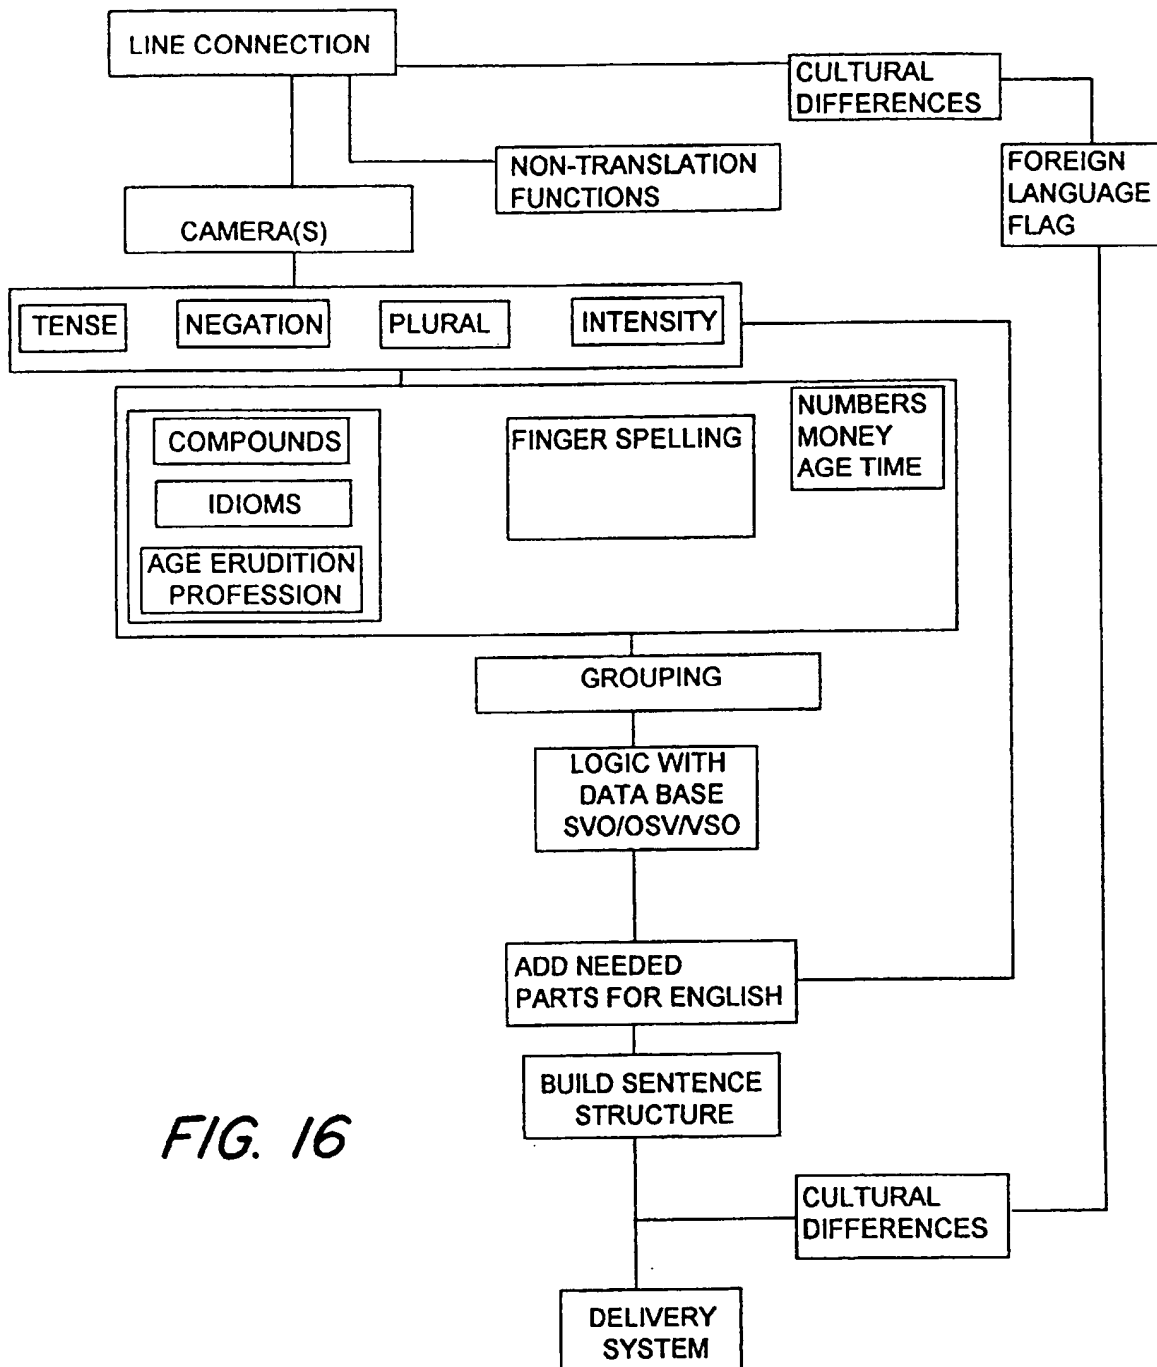 LINE CONNECTION
CULTURAL
DIFFERENCES
NON-TRANSLATION
FUNCTIONS
FOREIGN
LANGUAGE
FLAG
CAMERA(S)
TENSE
NEGATION
PLURAL
INTENSITY
COMPOUNDS
IDIOMS
AGE ERUDITION
PROFESSION
FINGER SPELLING
NUMBERS
MONEY
AGE TIME
GROUPING
LOGIC WITH
DATA BASE
SVO/OSV/VSO
ADD NEEDED
PARTS FOR ENGLISH
BUILD SENTENCE
STRUCTURE
FIG. 16
CULTURAL
DIFFERENCES
DELIVERY
SYSTEM